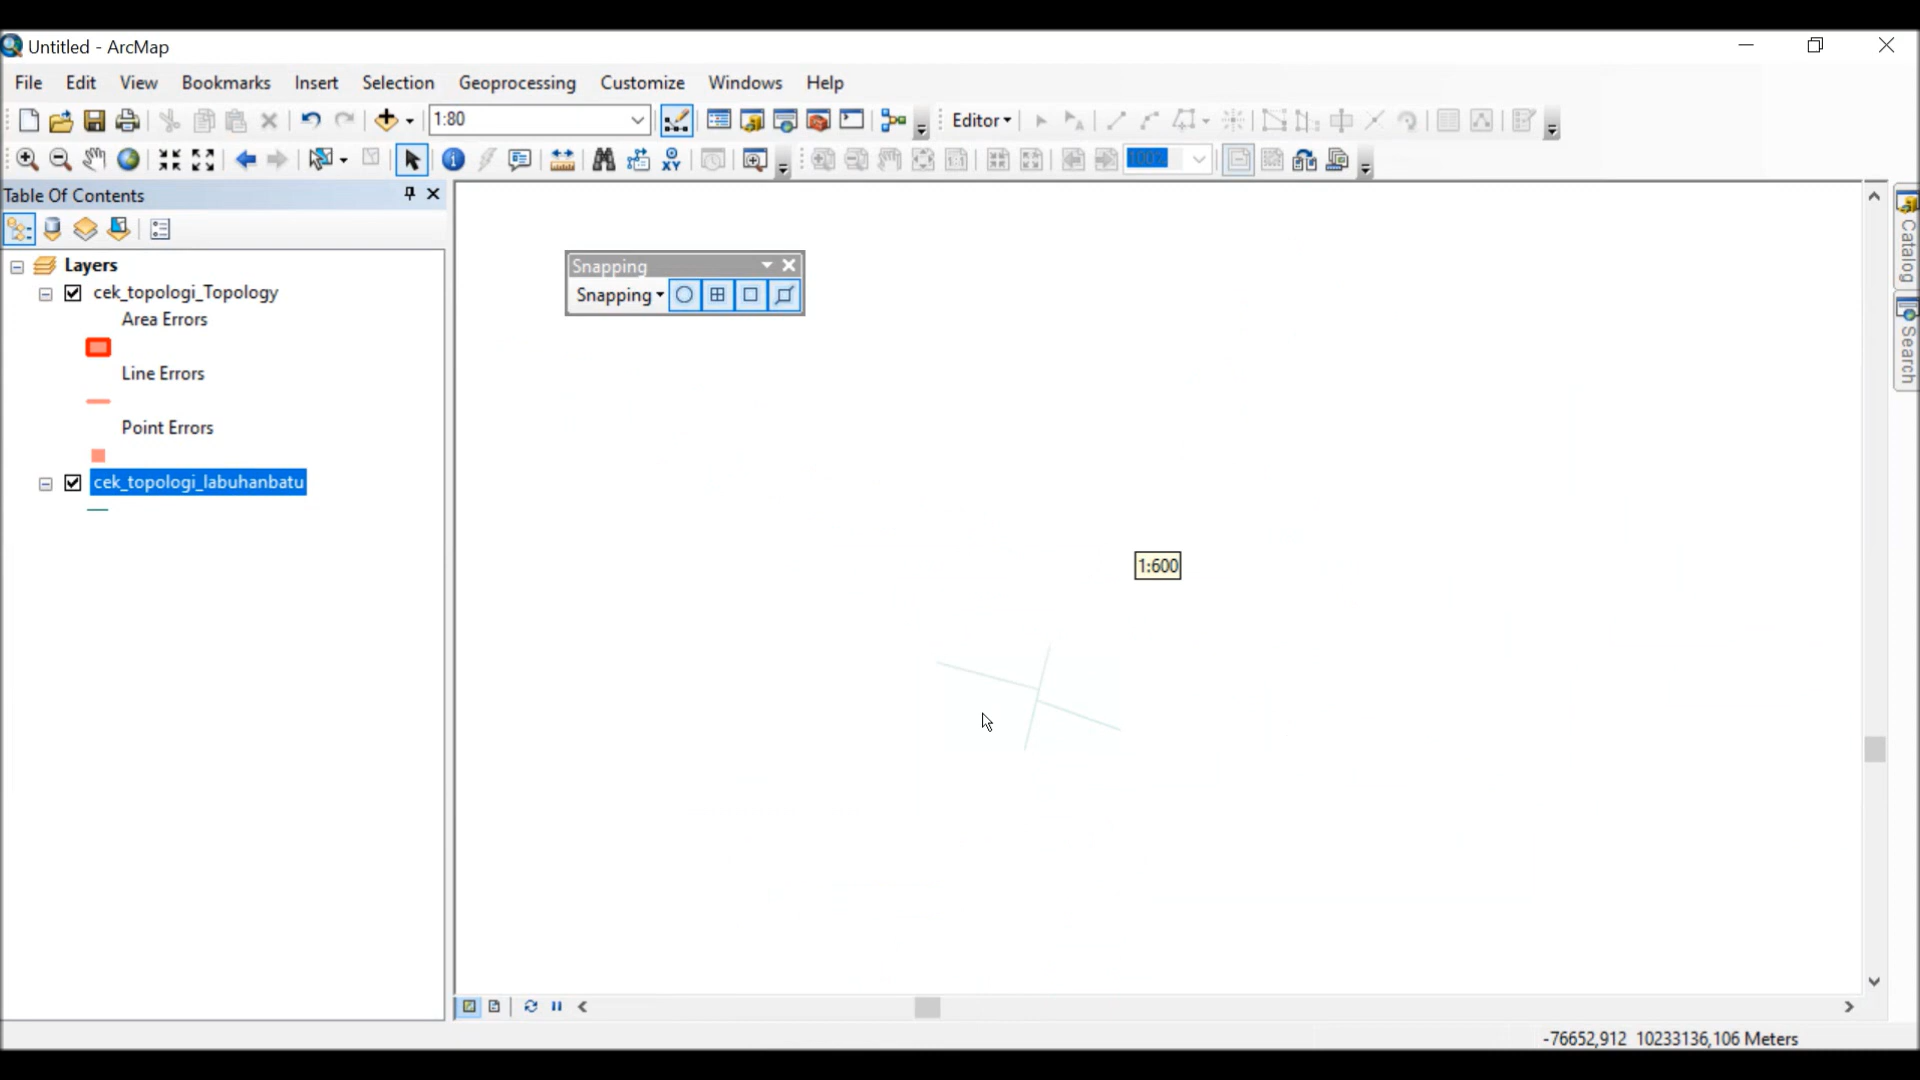 Untitled - ArcMap
File Edit View Bookmarks Insert Selection Geoprocessing Customize Windows Help
1:80 Editor
100%
Table Of Contents
Layers
cek_topologi_Topology
Area Errors
Line Errors
Point Errors
cek_topologi_labuhanbatu
Snapping
Snapping
1:600
Catalog
Search
-76652,912 10233136,106 Meters